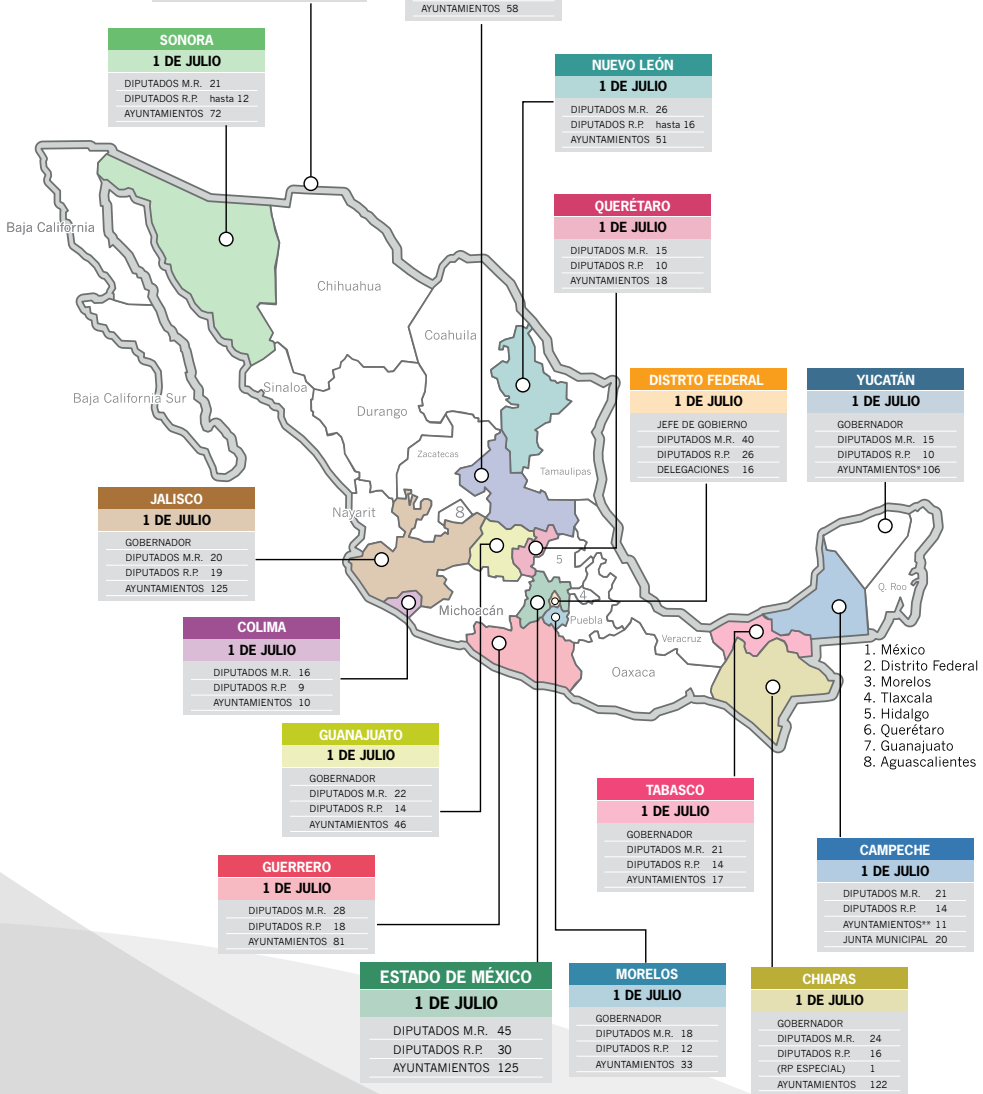 AYUNTAMIENTOS 58
SONORA
1 DE JULIO
DIPUTADOS M.R. 21
DIPUTADOS R.P. hasta 12
AYUNTAMIENTOS 72
NUEVO LEÓN
1 DE JULIO
DIPUTADOS M.R. 26
DIPUTADOS R.P. hasta 16
AYUNTAMIENTOS 51
QUERÉTARO
1 DE JULIO
DIPUTADOS M.R. 15
DIPUTADOS R.P. 10
AYUNTAMIENTOS 18
Baja California
Chihuahua
Coahuila
Sinaloa
Baja California Sur
Durango
Zacatecas
Tamaulipas
Nayarit
8
5
4
Michoacán
Puebla
Veracruz
Oaxaca
Q. Roo
DISTRTO FEDERAL
1 DE JULIO
JEFE DE GOBIERNO
DIPUTADOS M.R. 40
DIPUTADOS R.P. 26
DELEGACIONES 16
YUCATÁN
1 DE JULIO
GOBERNADOR
DIPUTADOS M.R. 15
DIPUTADOS R.P. 10
AYUNTAMIENTOS* 106
JALISCO
1 DE JULIO
GOBERNADOR
DIPUTADOS M.R. 20
DIPUTADOS R.P. 19
AYUNTAMIENTOS 125
COLIMA
1 DE JULIO
DIPUTADOS M.R. 16
DIPUTADOS R.P. 9
AYUNTAMIENTOS 10
1. México
2. Distrito Federal
3. Morelos
4. Tlaxcala
5. Hidalgo
6. Querétaro
7. Guanajuato
8. Aguascalientes
GUANAJUATO
1 DE JULIO
GOBERNADOR
DIPUTADOS M.R. 22
DIPUTADOS R.P. 14
AYUNTAMIENTOS 46
TABASCO
1 DE JULIO
GOBERNADOR
DIPUTADOS M.R. 21
DIPUTADOS R.P. 14
AYUNTAMIENTOS 17
CAMPECHE
1 DE JULIO
DIPUTADOS M.R. 21
DIPUTADOS R.P. 14
AYUNTAMIENTOS** 11
JUNTA MUNICIPAL 20
GUERRERO
1 DE JULIO
DIPUTADOS M.R. 28
DIPUTADOS R.P. 18
AYUNTAMIENTOS 81
ESTADO DE MÉXICO
1 DE JULIO
DIPUTADOS M.R. 45
DIPUTADOS R.P. 30
AYUNTAMIENTOS 125
MORELOS
1 DE JULIO
GOBERNADOR
DIPUTADOS M.R. 18
DIPUTADOS R.P. 12
AYUNTAMIENTOS 33
CHIAPAS
1 DE JULIO
GOBERNADOR
DIPUTADOS M.R. 24
DIPUTADOS R.P. 16
(RP ESPECIAL) 1
AYUNTAMIENTOS 122